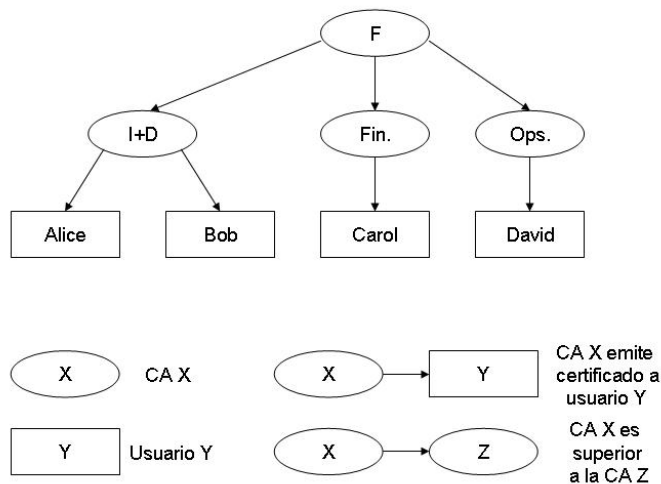 F
I+D
Fin.
Ops.
Alice
Bob
Carol
David
X
CA X
X
Y
CA X emite
certificado a
usuario Y
Y
Usuario Y
X
Z
CA X es
superior
a la CA Z